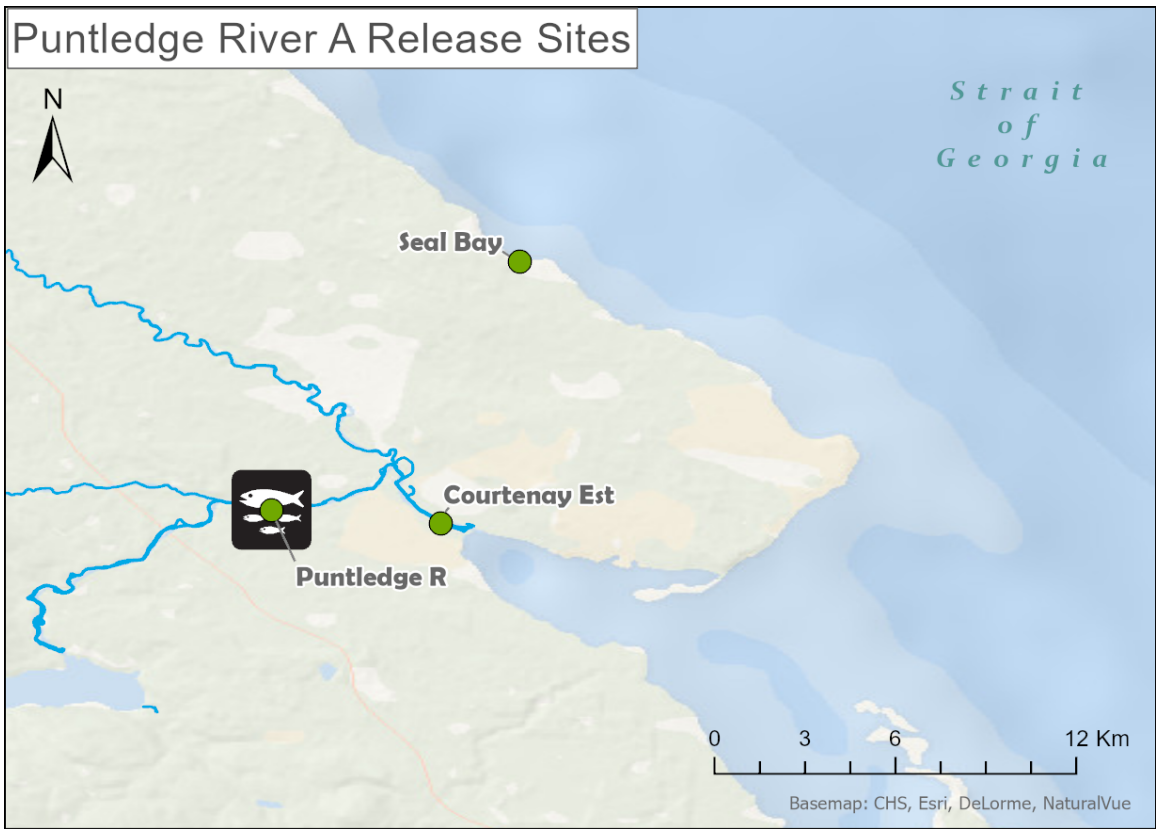 Puntledge River A Release Sites
N
Strait
of
Georgia
Seal Bay
Courtenay Est
Puntledge R
0 3 6 12 Km
Basemap: CHS, Esri, DeLorme, NaturalVue